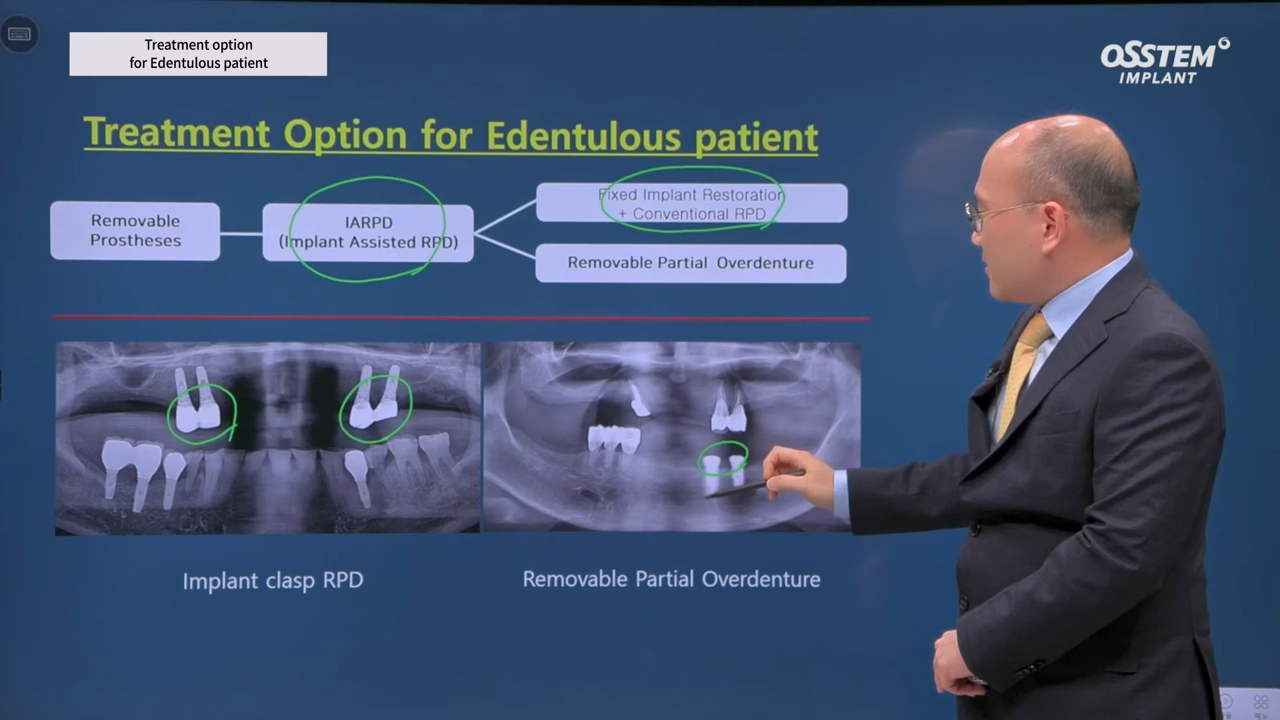 Treatment option
for Edentulous patient
OSSTEM
IMPLANT
Treatment Option for Edentulous patient
Removable
Prostheses
IARPD
(Implant Assisted RPD)
Fixed Implant Restoration
+ Conventional RPD
Removable Partial Overdenture
Implant clasp RPD
Removable Partial Overdenture